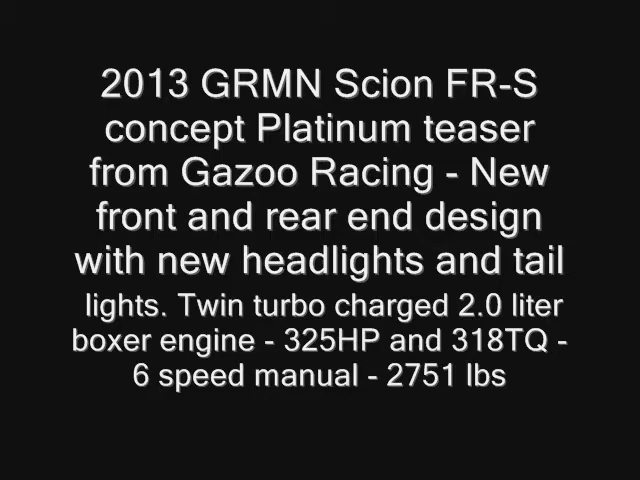 2013 GRMN Scion FR-S
concept Platinum teaser
from Gazoo Racing - New
front and rear end design
with new headlights and tail
lights. Twin turbo charged 2.0 liter
boxer engine - 325HP and 318TQ -
6 speed manual - 2751 lbs